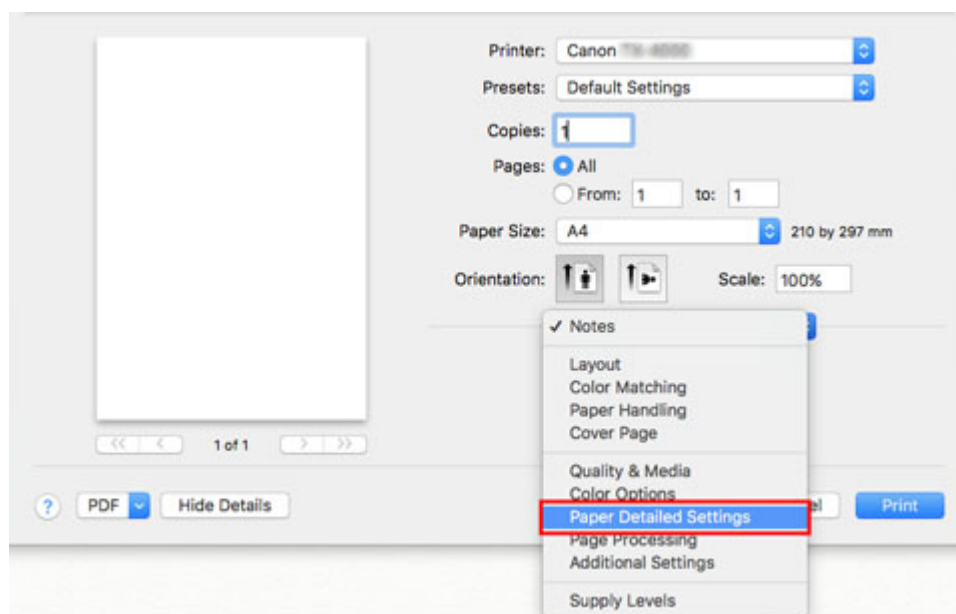 Printer: Canon
Presets: Default Settings
Copies: 1
Pages: All
From: 1 to: 1
Paper Size: A4 210 by 297 mm
Orientation: Scale: 100%
✓ Notes
Layout
Color Matching
Paper Handling
Cover Page
1 of 1
Quality & Media
Color Options
? PDF Hide Details Print
Paper Detailed Settings
Page Processing
Additional Settings
Supply Levels